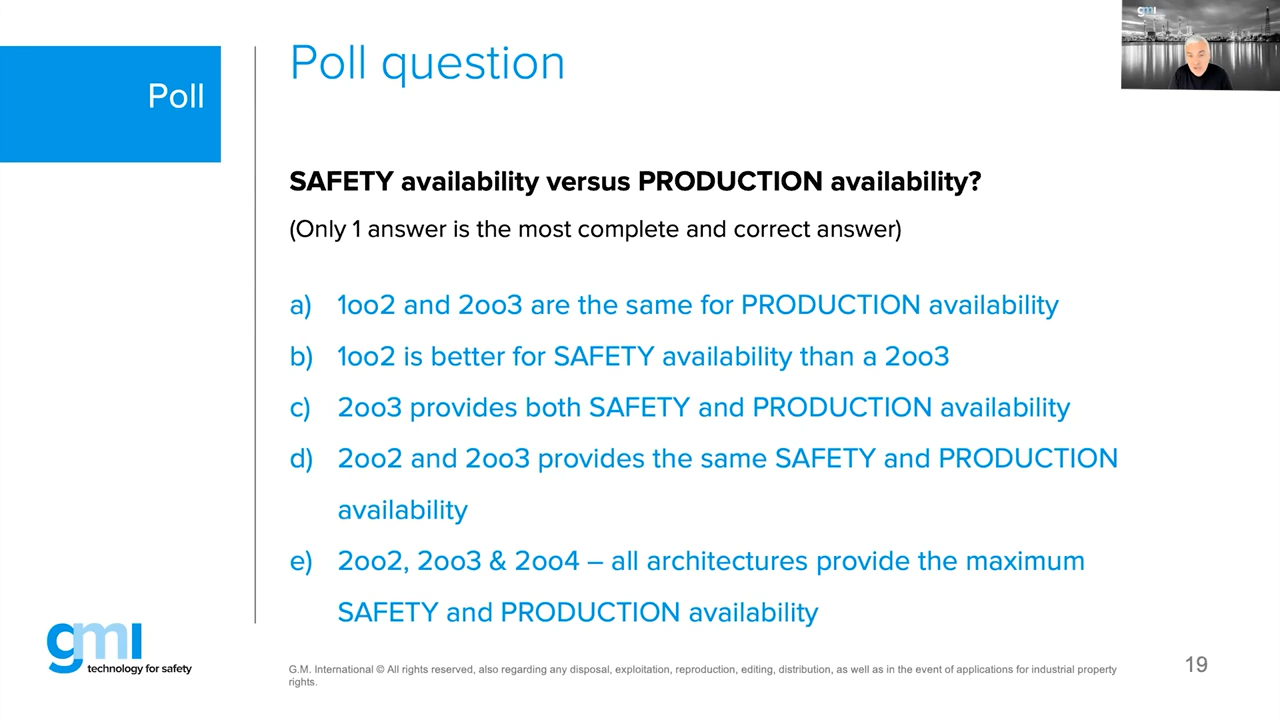 gmi
Poll
Poll question
SAFETY availability versus PRODUCTION availability?
(Only 1 answer is the most complete and correct answer)
a) 1oo2 and 2oo3 are the same for PRODUCTION availability
b) 1oo2 is better for SAFETY availability than a 2oo3
c) 2oo3 provides both SAFETY and PRODUCTION availability
d) 2oo2 and 2oo3 provides the same SAFETY and PRODUCTION
availability
e) 2oo2, 2oo3 & 2oo4 – all architectures provide the maximum
SAFETY and PRODUCTION availability
gmi
technology for safety
G.M. International © All rights reserved, also regarding any disposal, exploitation, reproduction, editing, distribution, as well as in the event of applications for industrial property
rights.
19